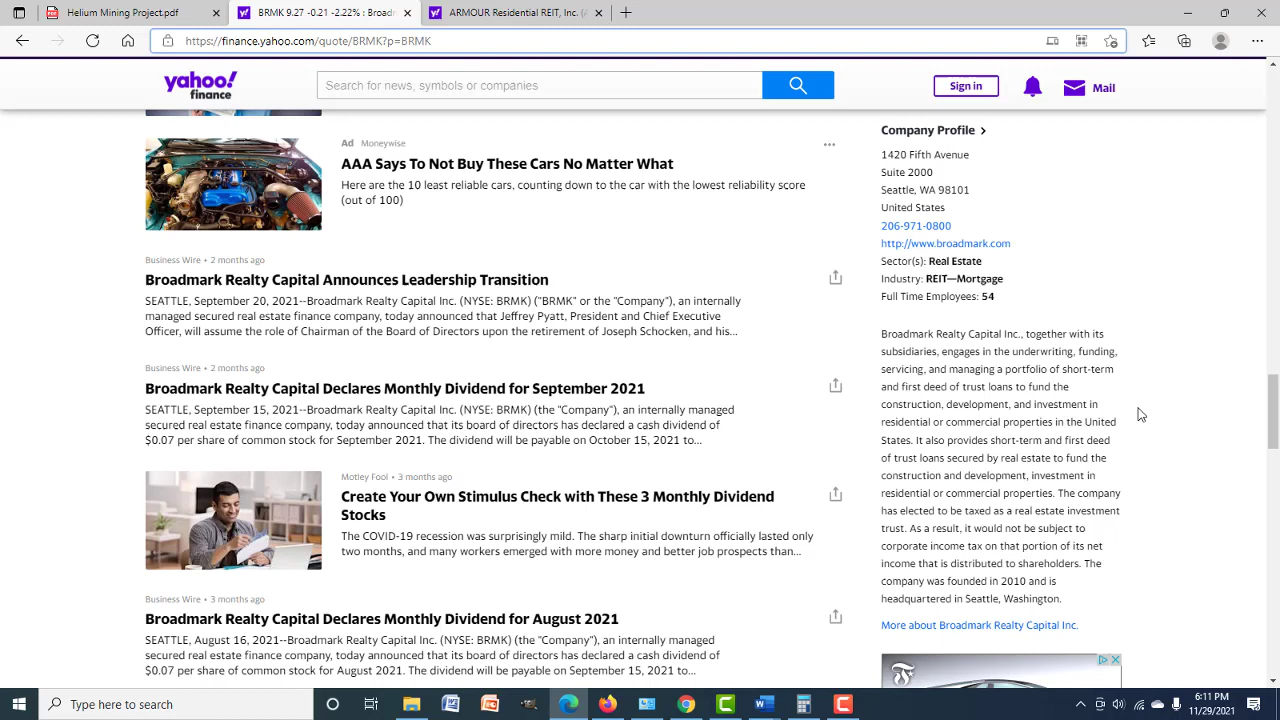 Helium Mining Project.pdf
BRMK 9.27 -0.21 -2.22% : Broadm
ARMOUR Residential REIT, Inc. (A
https://finance.yahoo.com/quote/BRMK?p=BRMK
yahoo!
finance
Search for news, symbols or companies
Sign in
Mail
Ad Moneywise
AAA Says To Not Buy These Cars No Matter What
Here are the 10 least reliable cars, counting down to the car with the lowest reliability score
(out of 100)
Business Wire • 2 months ago
Broadmark Realty Capital Announces Leadership Transition
SEATTLE, September 20, 2021--Broadmark Realty Capital Inc. (NYSE: BRMK) ("BRMK" or the "Company"), an internally
managed secured real estate finance company, today announced that Jeffrey Pyatt, President and Chief Executive
Officer, will assume the role of Chairman of the Board of Directors upon the retirement of Joseph Schocken, and his...
Business Wire • 2 months ago
Broadmark Realty Capital Declares Monthly Dividend for September 2021
SEATTLE, September 15, 2021--Broadmark Realty Capital Inc. (NYSE: BRMK) (the "Company"), an internally managed
secured real estate finance company, today announced that its board of directors has declared a cash dividend of
$0.07 per share of common stock for September 2021. The dividend will be payable on October 15, 2021 to...
Motley Fool • 3 months ago
Create Your Own Stimulus Check with These 3 Monthly Dividend
Stocks
The COVID-19 recession was surprisingly mild. The sharp initial downturn officially lasted only
two months, and many workers emerged with more money and better job prospects than...
Business Wire • 3 months ago
Broadmark Realty Capital Declares Monthly Dividend for August 2021
SEATTLE, August 16, 2021--Broadmark Realty Capital Inc. (NYSE: BRMK) (the "Company"), an internally managed
secured real estate finance company, today announced that its board of directors has declared a cash dividend of
$0.07 per share of common stock for August 2021. The dividend will be payable on September 15, 2021 to...
Company Profile
1420 Fifth Avenue
Suite 2000
Seattle, WA 98101
United States
206-971-0800
http://www.broadmark.com
Sector(s): Real Estate
Industry: REIT—Mortgage
Full Time Employees: 54
Broadmark Realty Capital Inc., together with its
subsidiaries, engages in the underwriting, funding,
servicing, and managing a portfolio of short-term
and first deed of trust loans to fund the
construction, development, and investment in
residential or commercial properties in the United
States. It also provides short-term and first deed
of trust loans secured by real estate to fund the
construction and development, investment in
residential or commercial properties. The company
has elected to be taxed as a real estate investment
trust. As a result, it would not be subject to
corporate income tax on that portion of its net
income that is distributed to shareholders. The
company was founded in 2010 and is
headquartered in Seattle, Washington.
More about Broadmark Realty Capital Inc.
Type here to search
6:11 PM
11/29/2021